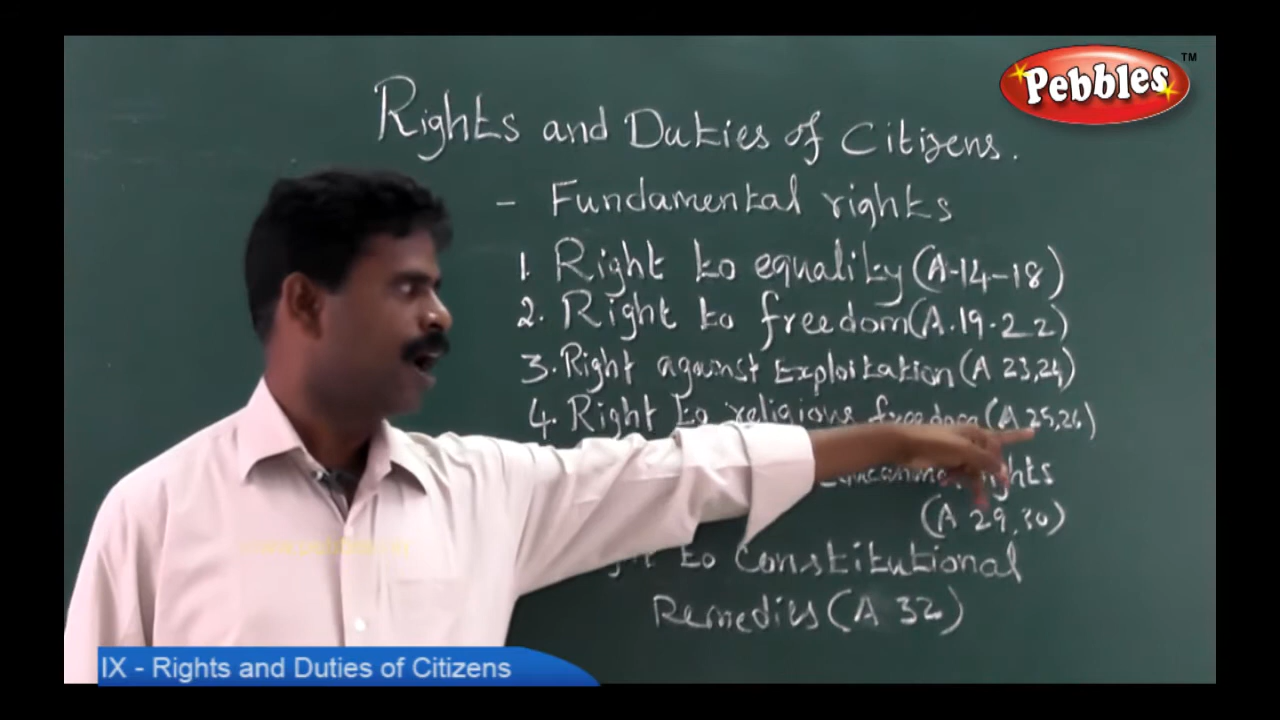 Pebbles™
Rights and Duties of Citizens.
- Fundamental rights
1. Right to equality (A-14-18)
2. Right to freedom (A.19-22)
3. Right against Exploitation (A 23,24)
4. Right to religious freedom (A 25,26)
Educational rights
(A 29,30)
to Constitutional
Remedies (A 32)
IX - Rights and Duties of Citizens